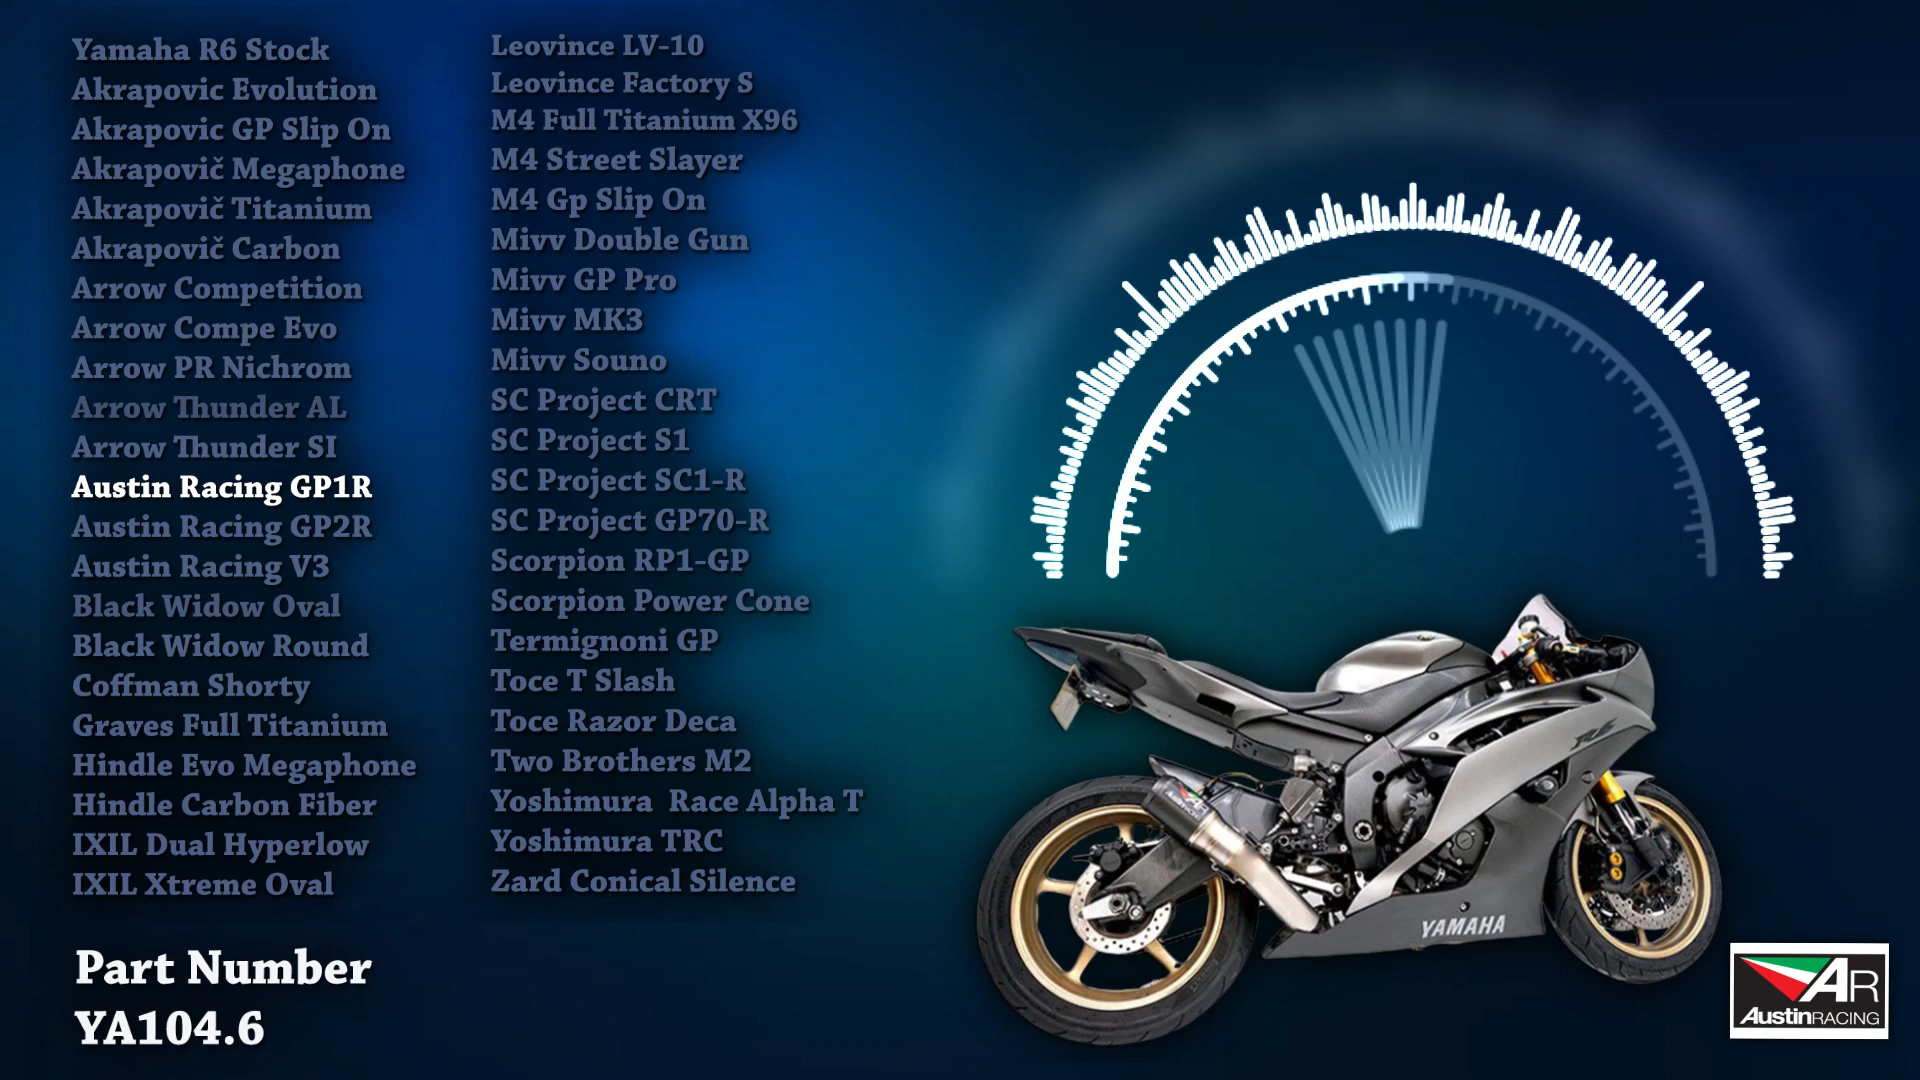 Yamaha R6 Stock
Akrapovic Evolution
Akrapovic GP Slip On
Akrapovič Megaphone
Akrapovič Titanium
Akrapovič Carbon
Arrow Competition
Arrow Compe Evo
Arrow PR Nichrom
Arrow Thunder AL
Arrow Thunder SI
Austin Racing GP1R
Austin Racing GP2R
Austin Racing V3
Black Widow Oval
Black Widow Round
Coffman Shorty
Graves Full Titanium
Hindle Evo Megaphone
Hindle Carbon Fiber
IXIL Dual Hyperlow
IXIL Xtreme Oval
Leovince LV-10
Leovince Factory S
M4 Full Titanium X96
M4 Street Slayer
M4 Gp Slip On
Mivv Double Gun
Mivv GP Pro
Mivv MK3
Mivv Souno
SC Project CRT
SC Project S1
SC Project SC1-R
SC Project GP70-R
Scorpion RP1-GP
Scorpion Power Cone
Termignoni GP
Toce T Slash
Toce Razor Deca
Two Brothers M2
Yoshimura  Race Alpha T
Yoshimura TRC
Zard Conical Silence
Part Number
YA104.6
R6
AR
YAMAHA
AR
AustinRACING